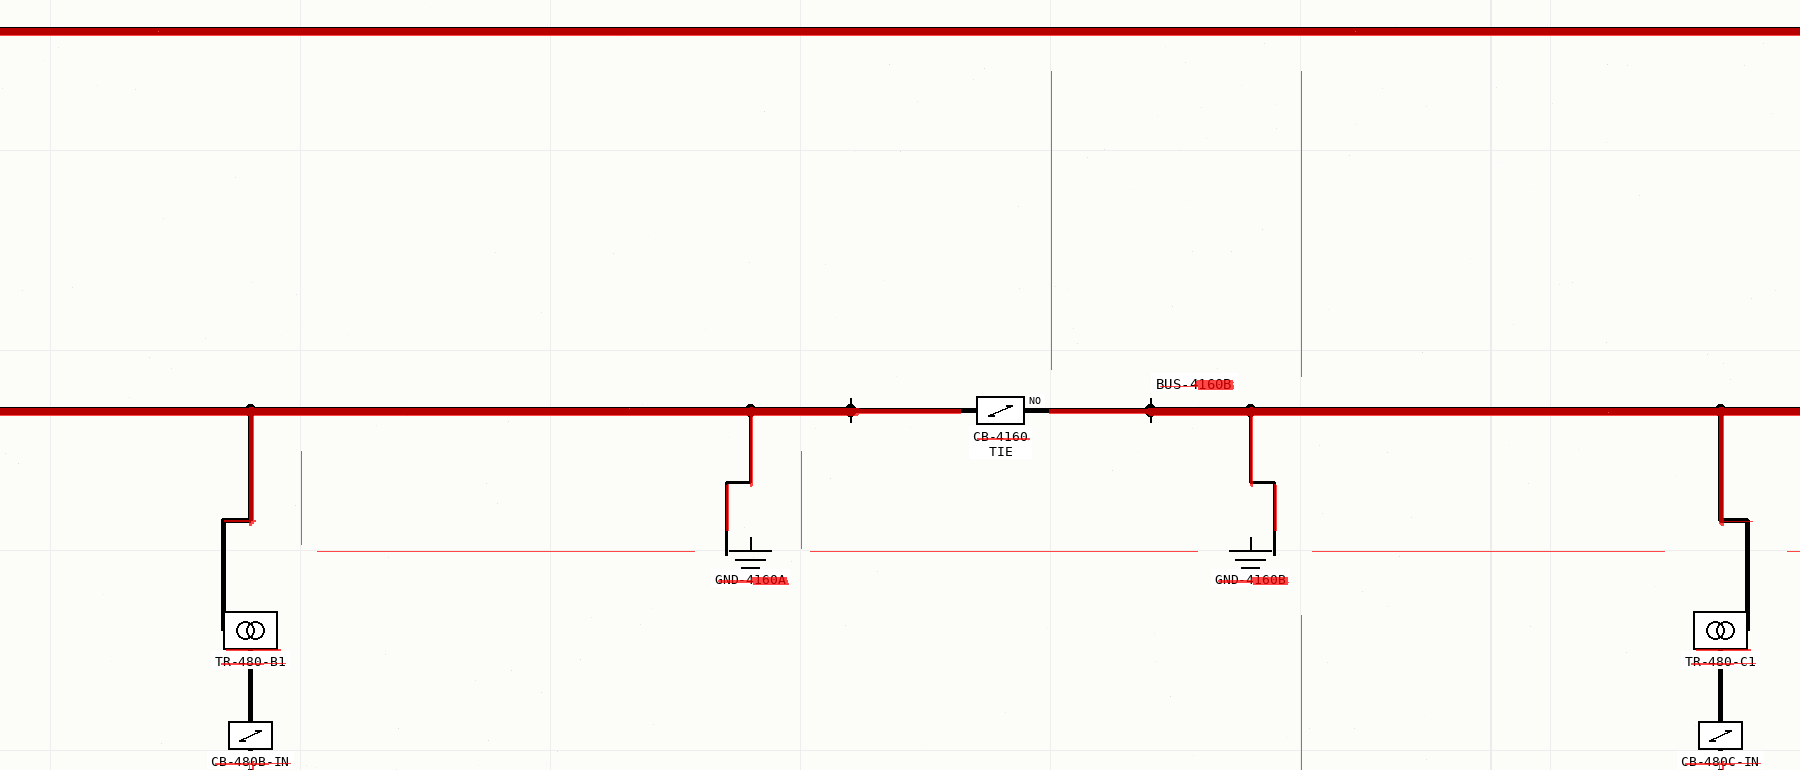 BUS-4160B
NO
CB-4160
TIE
GND-4160A
GND-4160B
TR-480-B1
TR-480-C1
CB-480B-IN
CB-480C-IN